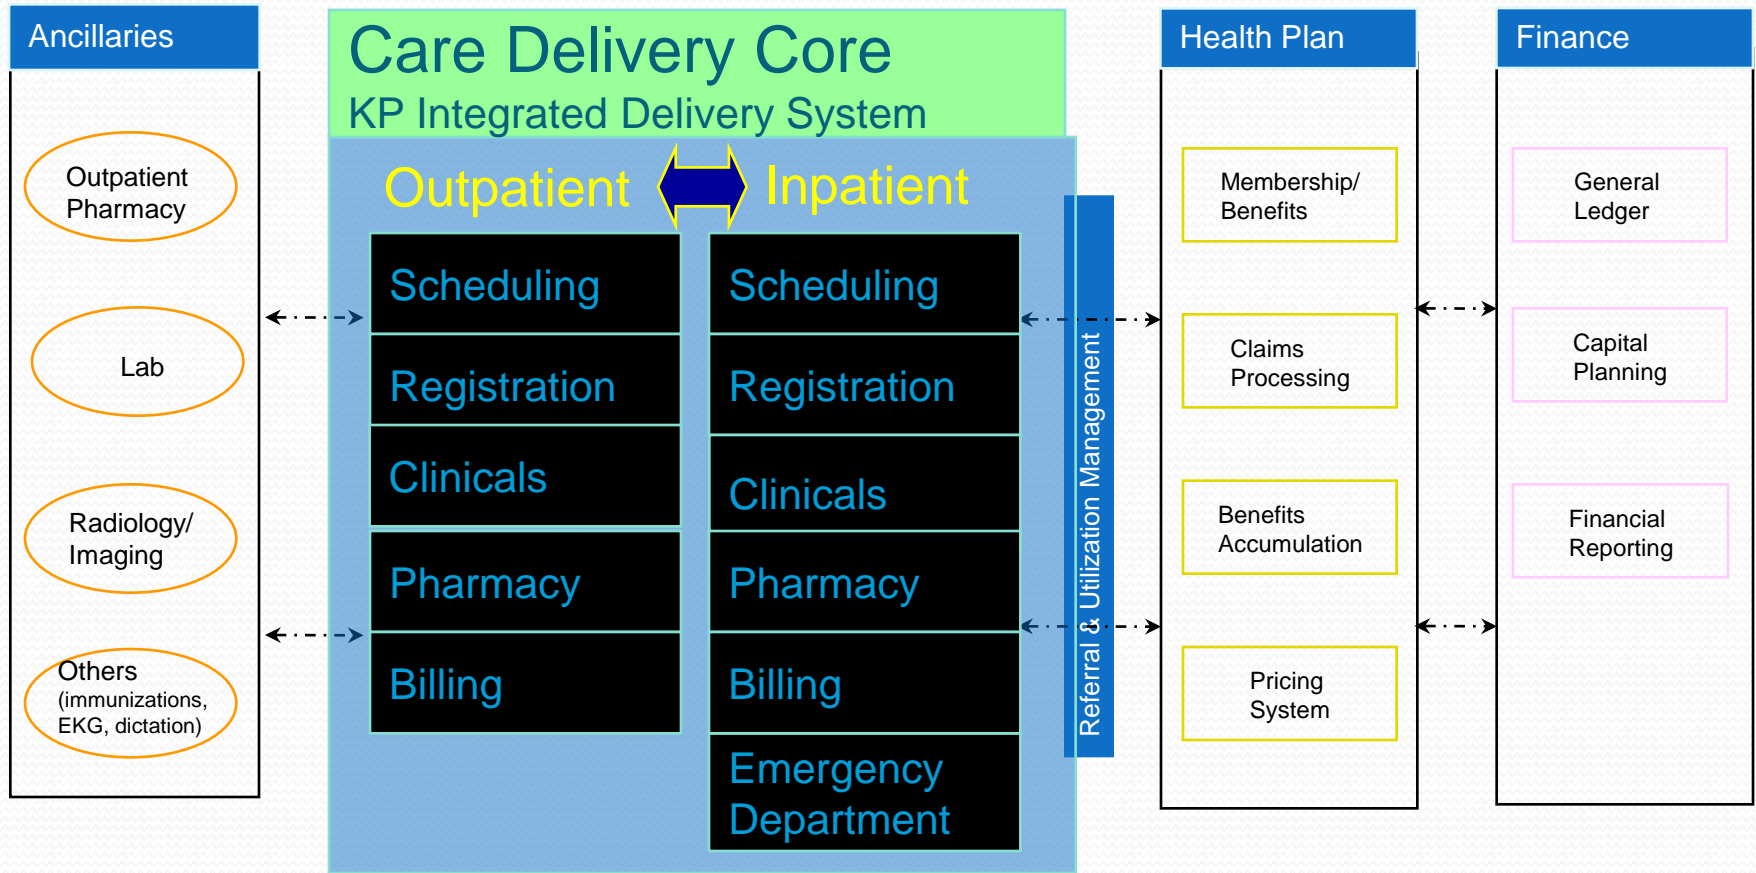 Ancillaries
Outpatient
Pharmacy
Lab
Radiology/
Imaging
Others
(immunizations,
EKG, dictation)
Care Delivery Core
KP Integrated Delivery System
Outpatient
Inpatient
Scheduling
Registration
Clinicals
Pharmacy
Billing
Scheduling
Registration
Clinicals
Pharmacy
Billing
Emergency
Department
Referral & Utilization Management
Health Plan
Membership/
Benefits
Claims
Processing
Benefits
Accumulation
Pricing
System
Finance
General
Ledger
Capital
Planning
Financial
Reporting